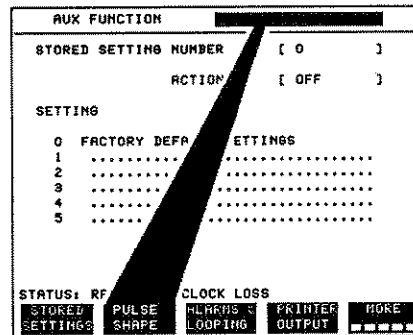 AUX FUNCTION
STORED SETTING NUMBER [ 0 ]
ACTION [ OFF ]
SETTING
0 FACTORY DEFA ETTINGS
1 ..................................
2 ..................................
3 ..................................
4 ..................................
5 ..................................
STATUS: RF CLOCK LOSS
STORED SETTINGS
PULSE SHAPE
ALARMS & LOOPING
PRINTER OUTPUT
MORE